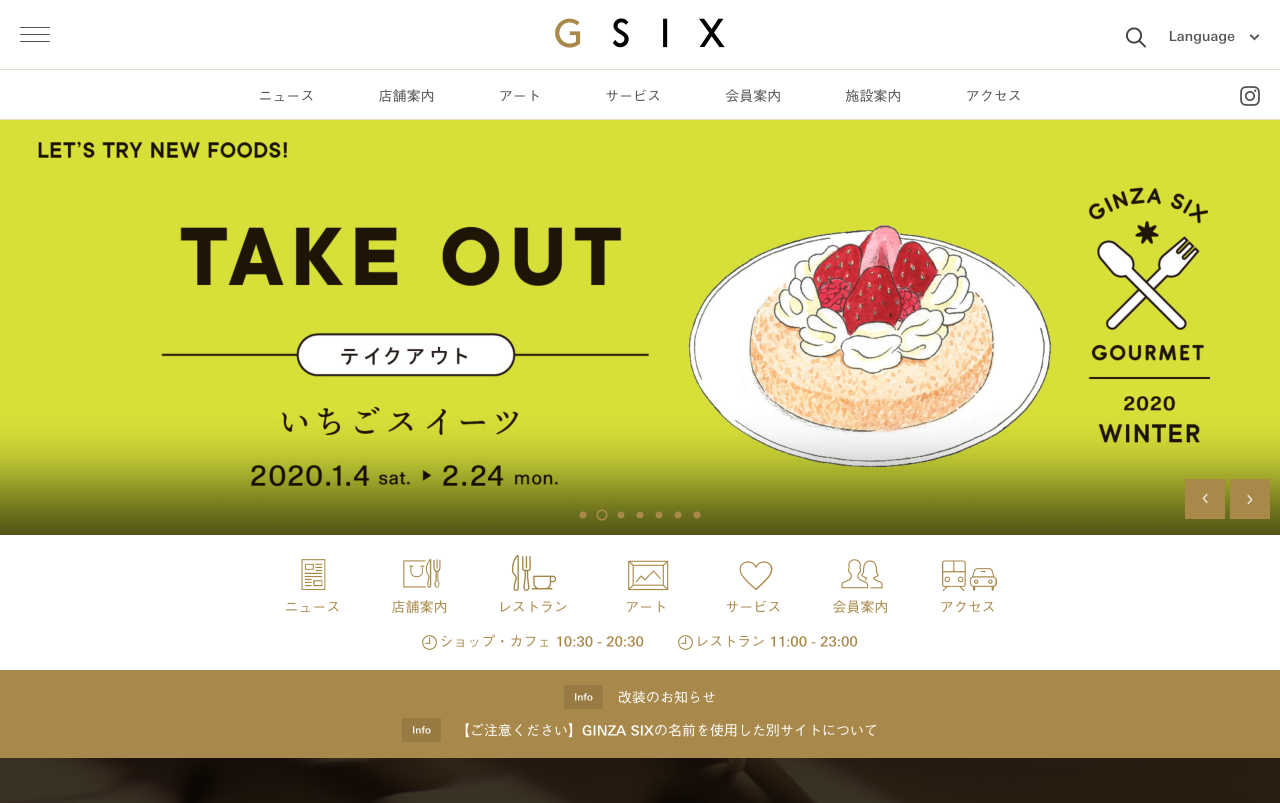 G S I X
Language
ニュース 店舗案内 アート サービス 会員案内 施設案内 アクセス
LET'S TRY NEW FOODS!
TAKE OUT
テイクアウト
いちごスイーツ
2020.1.4 sat. ▶ 2.24 mon.
GINZA SIX
GOURMET
2020
WINTER
ニュース 店舗案内 レストラン アート サービス 会員案内 アクセス
ショップ・カフェ 10:30 - 20:30 レストラン 11:00 - 23:00
Info 改装のお知らせ
Info 【ご注意ください】GINZA SIXの名前を使用した別サイトについて